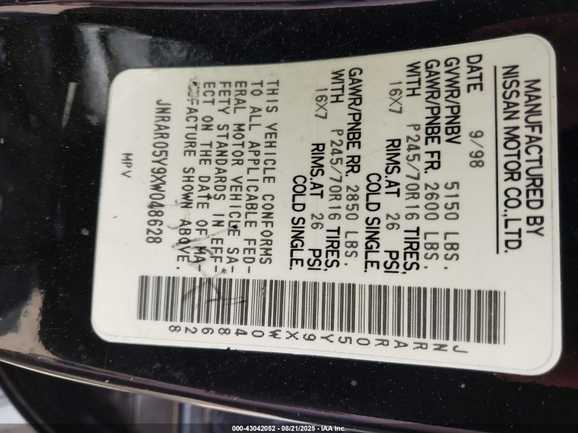 MANUFACTURED BY
NISSAN MOTOR CO.,LTD.
DATE 9/98
GVWR/PNBV 5150 LBS.
GAWR/PNBE FR. 2600 LBS.
WITH P245/70R16 TIRES,
16X7 RIMS.AT 26 PSI
COLD SINGLE.
GAWR/PNBE RR. 2850 LBS.
WITH P245/70R16 TIRES,
16X7 RIMS.AT 26 PSI
COLD SINGLE.
THIS VEHICLE CONFORMS
TO ALL APPLICABLE FED-
ERAL MOTOR VEHICLE SA-
FETY STANDARDS IN EFF-
ECT ON THE DATE OF MA-
NUFACTURE SHOWN ABOVE.
JNRAR05Y9XW048628
MPV
JNRAR05Y9XW048628
000-43042052 - 08/21/2025 - IAA Inc.